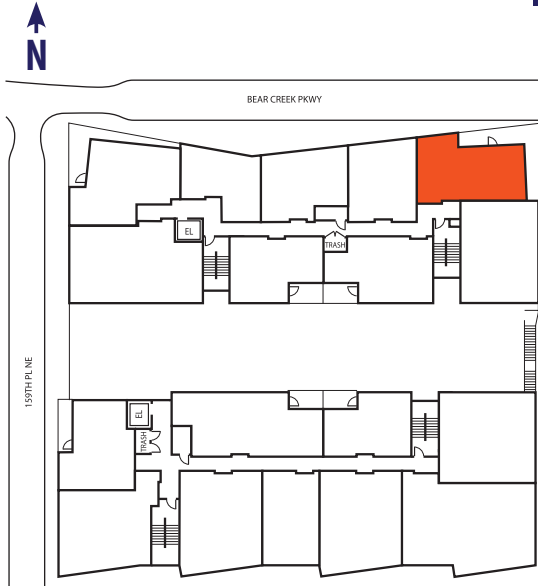 N
BEAR CREEK PKWY
EL
TRASH
159TH PL NE
EL
TRASH